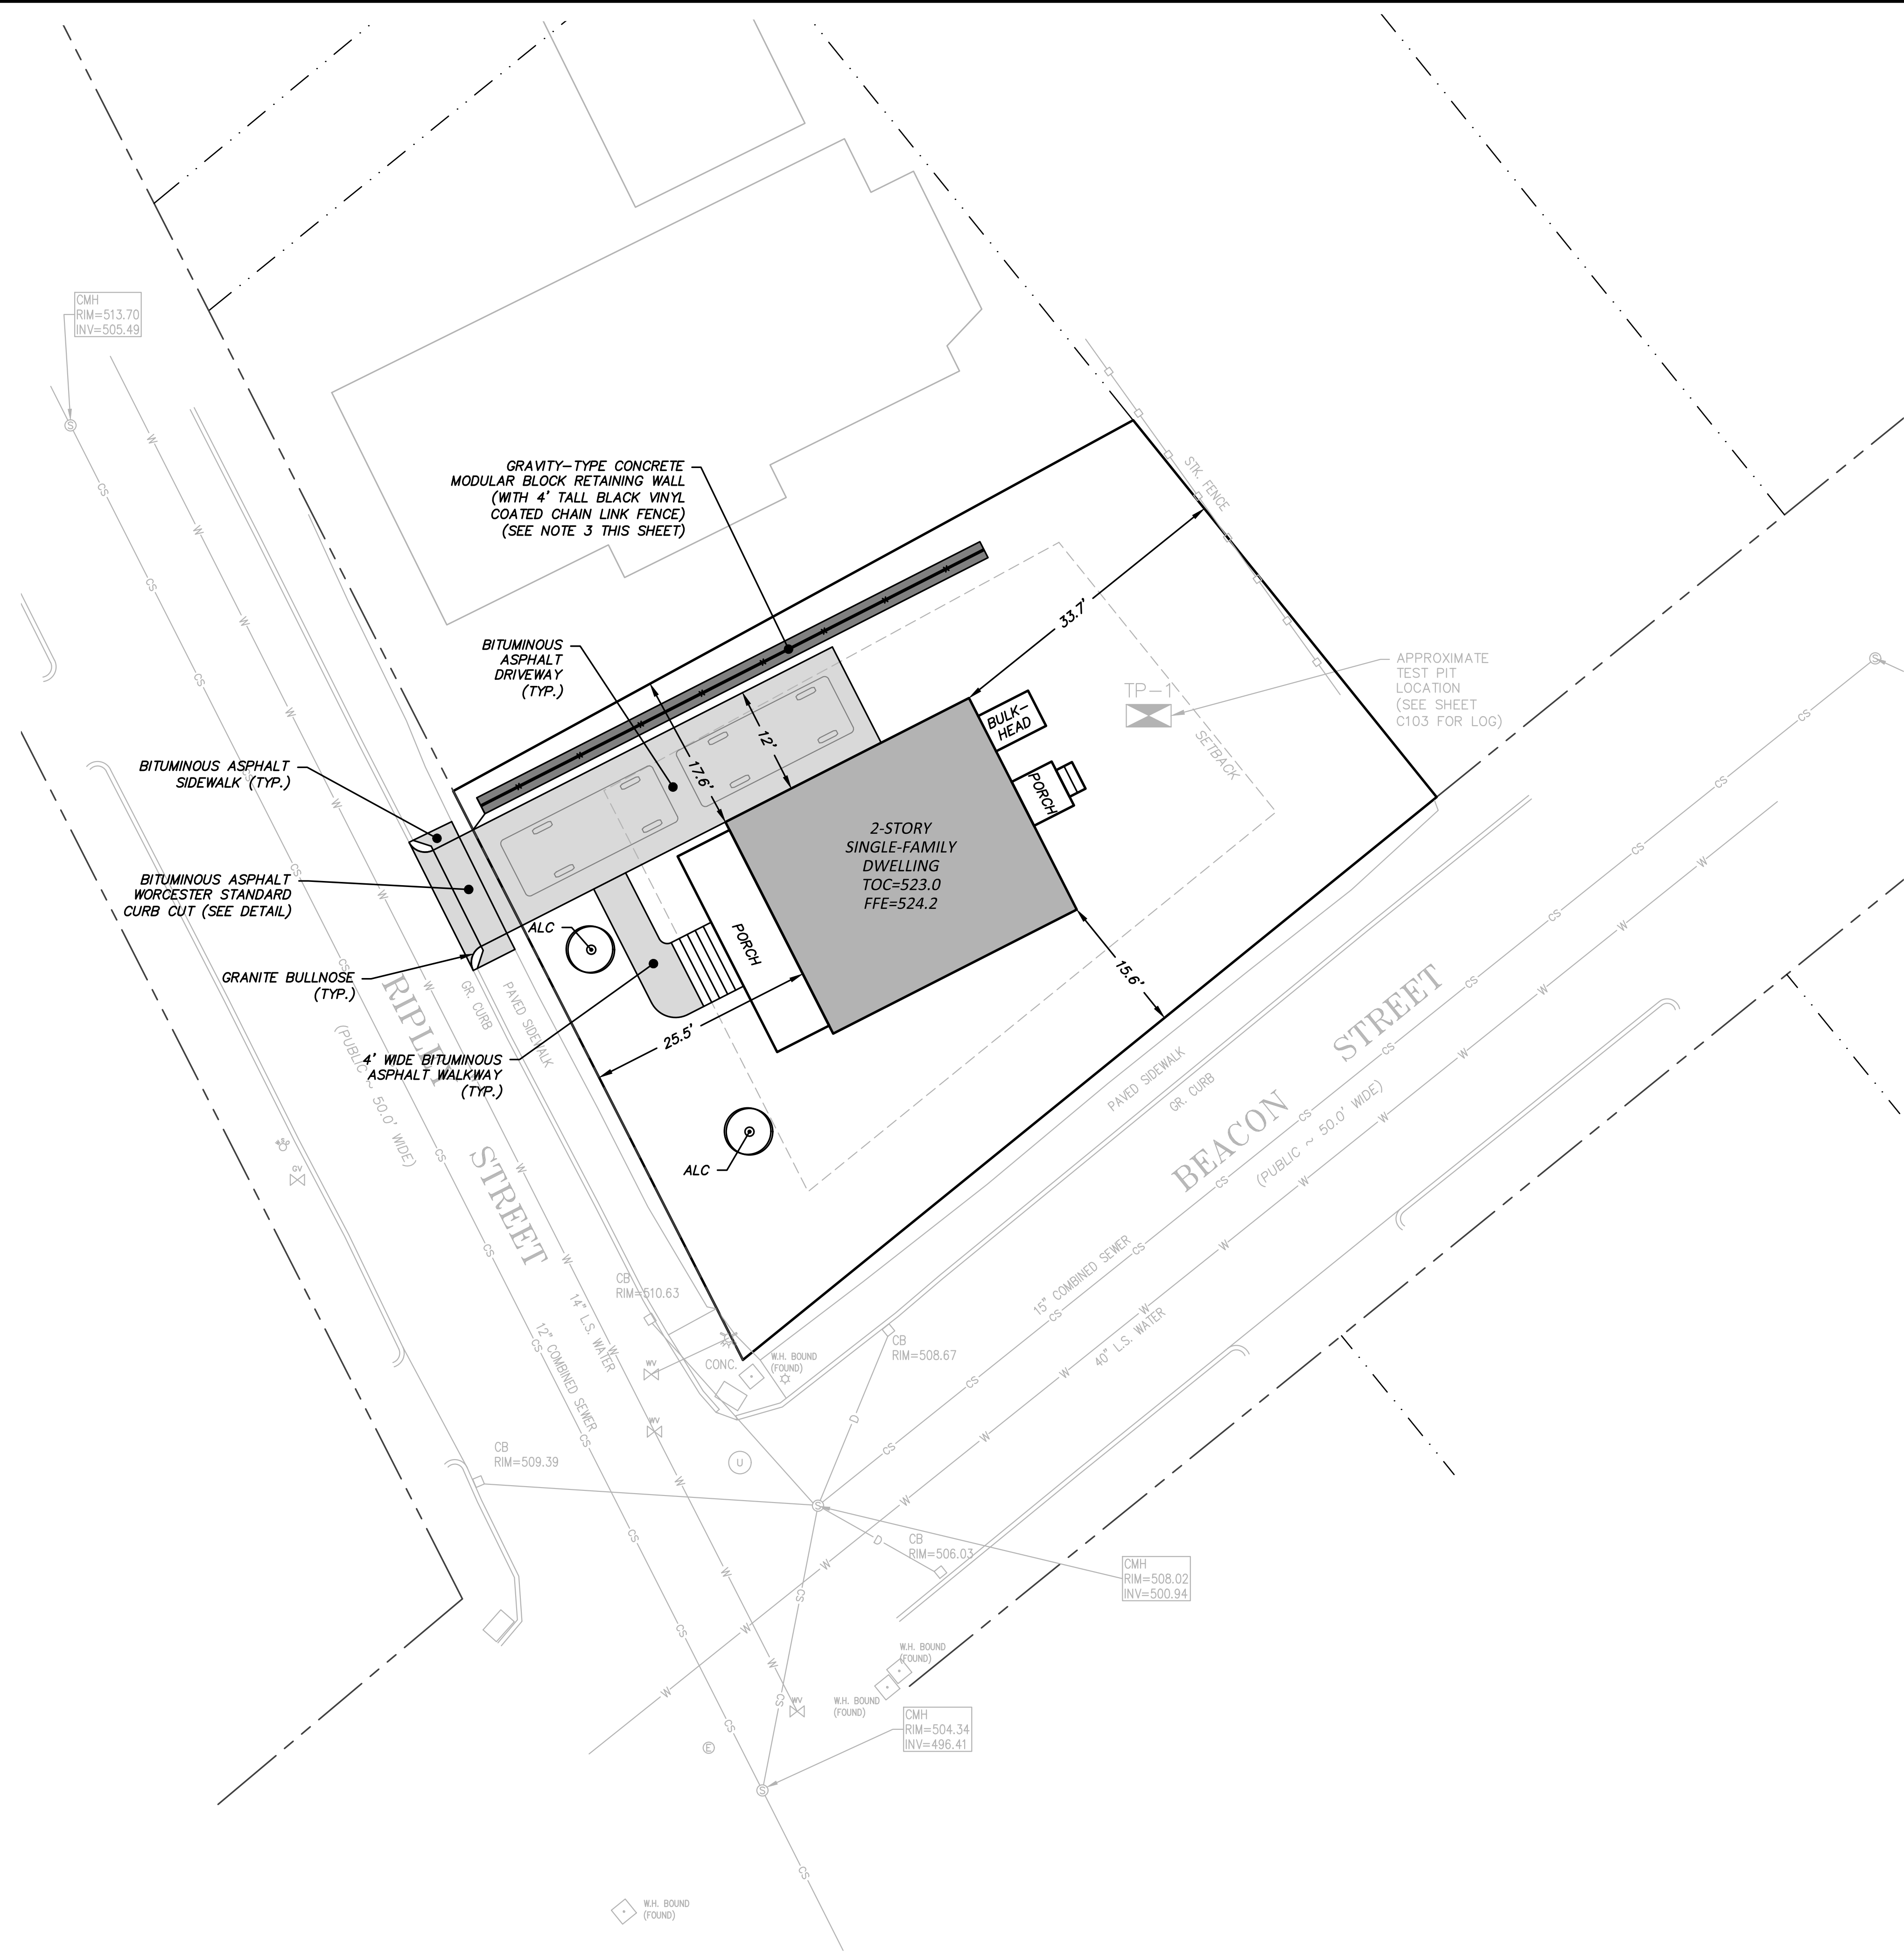 CMH
RIM=513.70
INV=505.49
GRAVITY-TYPE CONCRETE
MODULAR BLOCK RETAINING WALL
(WITH 4' TALL BLACK VINYL
COATED CHAIN LINK FENCE)
(SEE NOTE 3 THIS SHEET)
STK. FENCE
33.7'
BITUMINOUS
ASPHALT
DRIVEWAY
(TYP.)
APPROXIMATE
TEST PIT
LOCATION
(SEE SHEET
C103 FOR LOG)
TP-1
SETBACK
BULK-
HEAD
PORCH
12'
17.6'
BITUMINOUS ASPHALT
SIDEWALK (TYP.)
2-STORY
SINGLE-FAMILY
DWELLING
TOC=523.0
FFE=524.2
BITUMINOUS ASPHALT
WORCESTER STANDARD
CURB CUT (SEE DETAIL)
ALC
PORCH
GRANITE BULLNOSE
(TYP.)
15.6'
25.5'
4' WIDE BITUMINOUS
ASPHALT WALKWAY
(TYP.)
ALC
GR. CURB
PAVED SIDEWALK
RIPLEY
STREET
(PUBLIC ~ 50.0' WIDE)
PAVED SIDEWALK
GR. CURB
BEACON STREET
(PUBLIC ~ 50.0' WIDE)
GV
CB
RIM=510.63
14" L.S. WATER
12" COMBINED SEWER
15" COMBINED SEWER
40" L.S. WATER
WV
CONC.
W.H. BOUND
(FOUND)
CB
RIM=508.67
WV
U
CB
RIM=509.39
D
S
D
CB
RIM=506.03
CMH
RIM=508.02
INV=500.94
W.H. BOUND
(FOUND)
W.H. BOUND
(FOUND)
WV
CMH
RIM=504.34
INV=496.41
E
S
W.H. BOUND
(FOUND)
S
S
CS
W